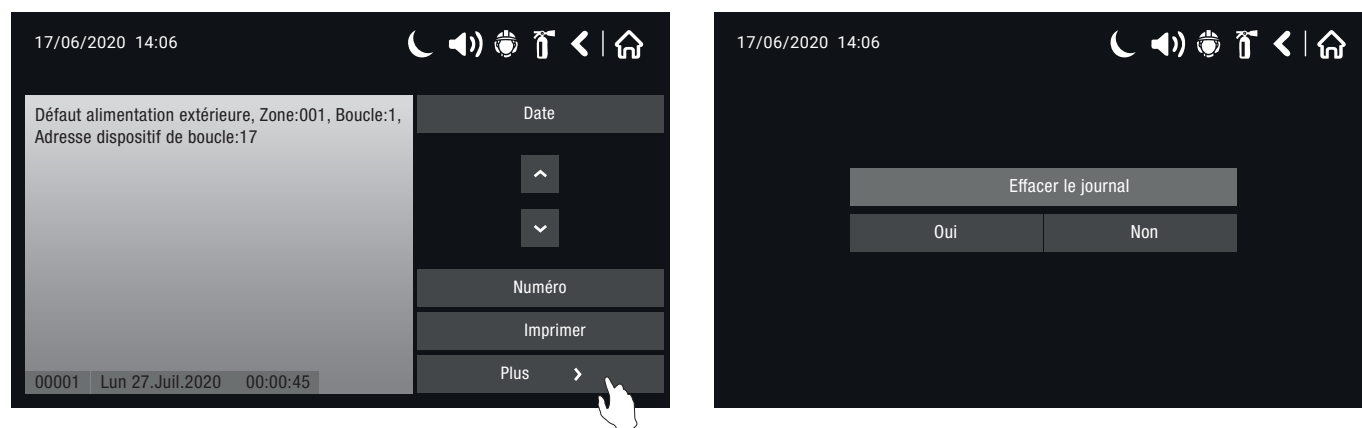 17/06/2020 14:06
Défaut alimentation extérieure, Zone:001, Boucle:1,
Adresse dispositif de boucle:17
Date
Numéro
Imprimer
Plus
00001 Lun 27.Juil.2020 00:00:45
17/06/2020 14:06
Effacer le journal
Oui Non